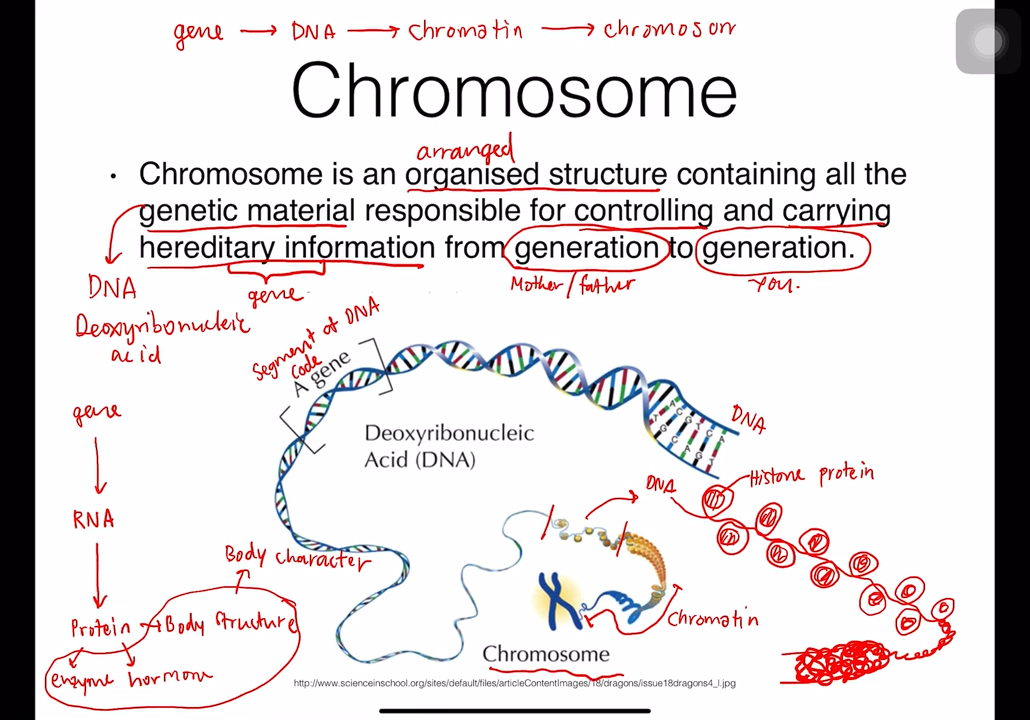 gene → DNA → chromatin → chromosom
Chromosome
arranged
• Chromosome is an organised structure containing all the
genetic material responsible for controlling and carrying
hereditary information from generation to generation.
DNA
gene
Mother/father
you.
Deoxyribonucleic
acid
Segment of DNA
code
A gene
gene
Deoxyribonucleic
Acid (DNA)
DNA
A C G T C A
T G C A G T
DNA
Histone protein
RNA
Body character
Protein → Body Structure
enzyme hormone
Chromatin
Chromosome
http://www.scienceinschool.org/sites/default/files/articleContentImages/18/dragons/issue18dragons4_l.jpg